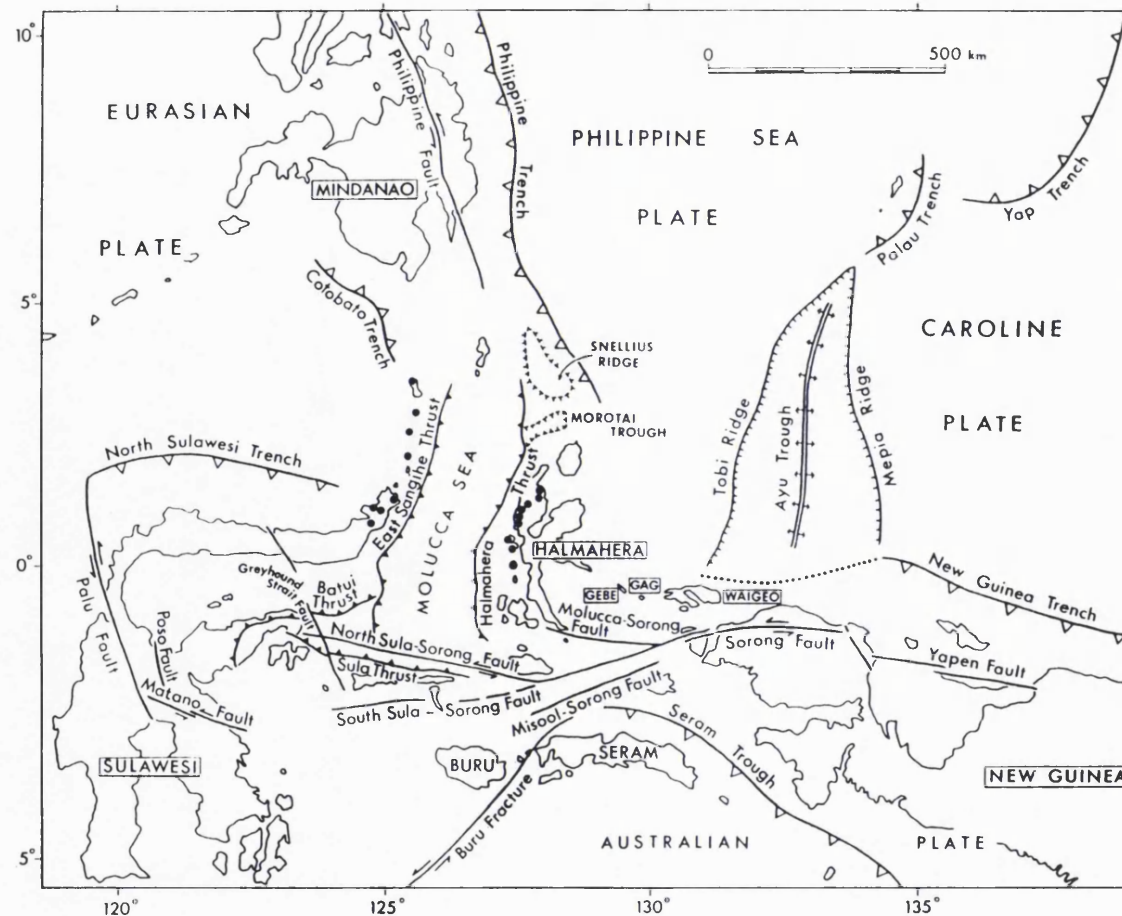 10°
0 500 km
EURASIAN
Philippine Fault
Philippine Trench
PHILIPPINE SEA
MINDANAO
PLATE
Palau Trench
Yap Trench
PLATE
Cotobato Trench
5°
CAROLINE
SNELLIUS
RIDGE
MOROTAI
TROUGH
PLATE
North Sulawesi Trench
East Sangihe Thrust
MOLUCCA SEA
Halmahera Thrust
Tobi Ridge
Ayu Trough
Mepia Ridge
HALMAHERA
0°
GEBE
GAG
WAIGEO
New Guinea Trench
Greyhound
Strait Fault
Batui
Thrust
Molucca-Sorong
Fault
Palu Fault
Poso Fault
North Sula-Sorong Fault
Sorong Fault
Yapen Fault
Sula Thrust
Matano Fault
South Sula - Sorong Fault
Misool-Sorong Fault
Seram Trough
SULAWESI
BURU
SERAM
NEW GUINEA
Buru Fracture
AUSTRALIAN
PLATE
5°
120°
125°
130°
135°